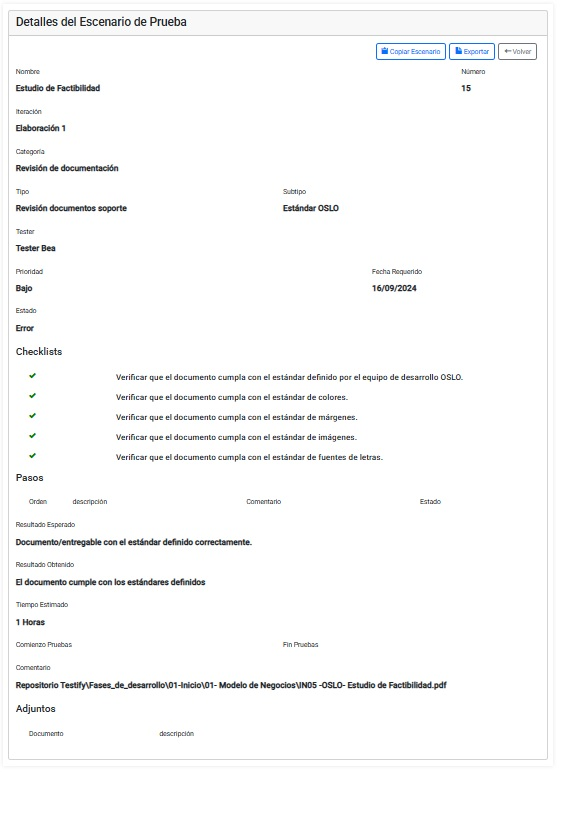 Detalles del Escenario de Prueba
Copiar Escenario Exportar Volver
Nombre Número
Estudio de Factibilidad 15
Iteración
Elaboración 1
Categoría
Revisión de documentación
Tipo Subtipo
Revisión documentos soporte Estándar OSLO
Tester
Tester Bea
Prioridad Fecha Requerido
Bajo 16/09/2024
Estado
Error
Checklists
Verificar que el documento cumpla con el estándar definido por el equipo de desarrollo OSLO.
Verificar que el documento cumpla con el estándar de colores.
Verificar que el documento cumpla con el estándar de márgenes.
Verificar que el documento cumpla con el estándar de imágenes.
Verificar que el documento cumpla con el estándar de fuentes de letras.
Pasos
Orden descripción Comentario Estado
Resultado Esperado
Documento/entregable con el estándar definido correctamente.
Resultado Obtenido
El documento cumple con los estándares definidos
Tiempo Estimado
1 Horas
Comienzo Pruebas Fin Pruebas
Comentario
Repositorio Testify\Fases_de_desarrollo\01-Inicio\01- Modelo de Negocios\IN05 -OSLO- Estudio de Factibilidad.pdf
Adjuntos
Documento descripción